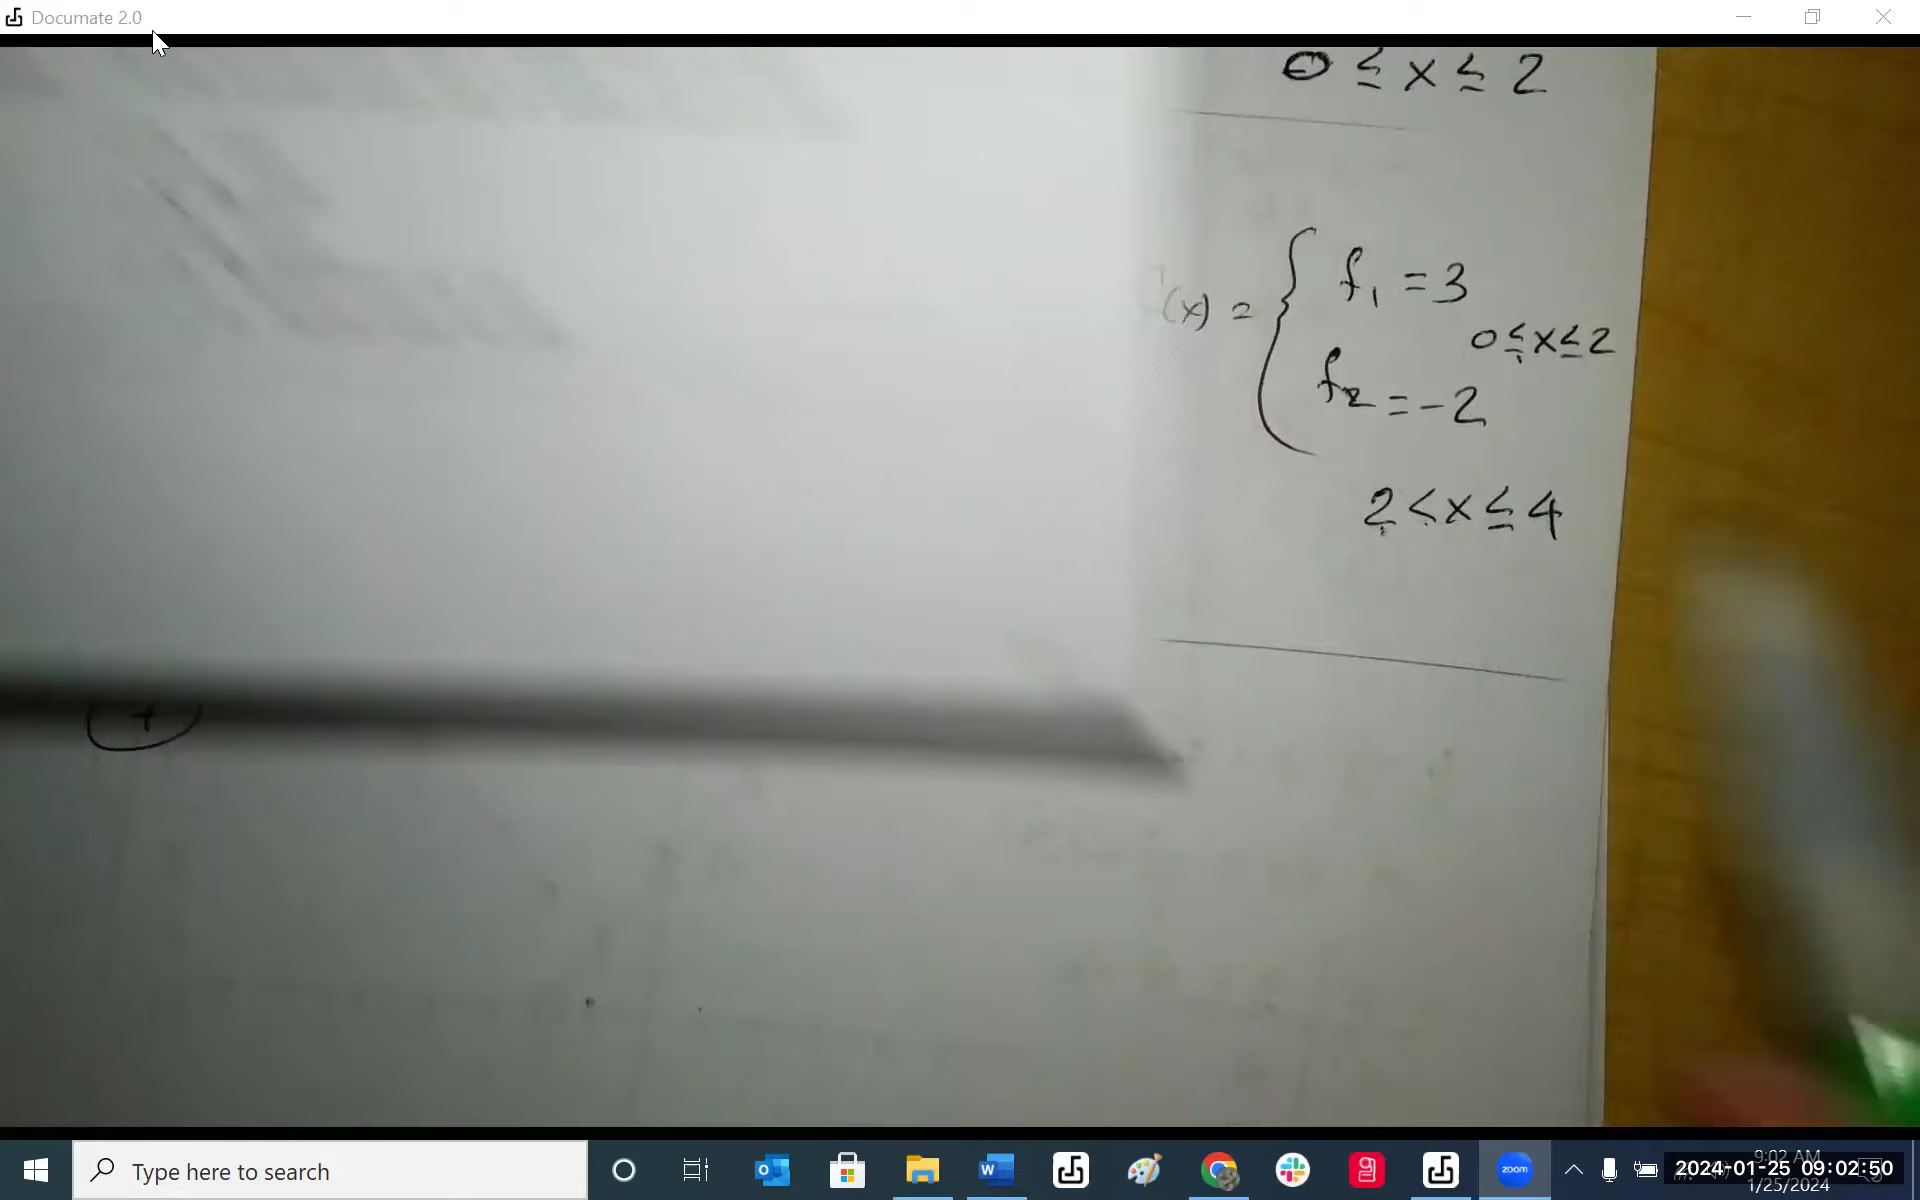 Documate 2.0
0 ≤ x ≤ 2
(x) = { f₁ = 3
0 ≤ x ≤ 2
f₂ = -2
2 < x ≤ 4
+
Type here to search
zoom
9:02 AM
2024-01-25 09:02:50
1/25/2024